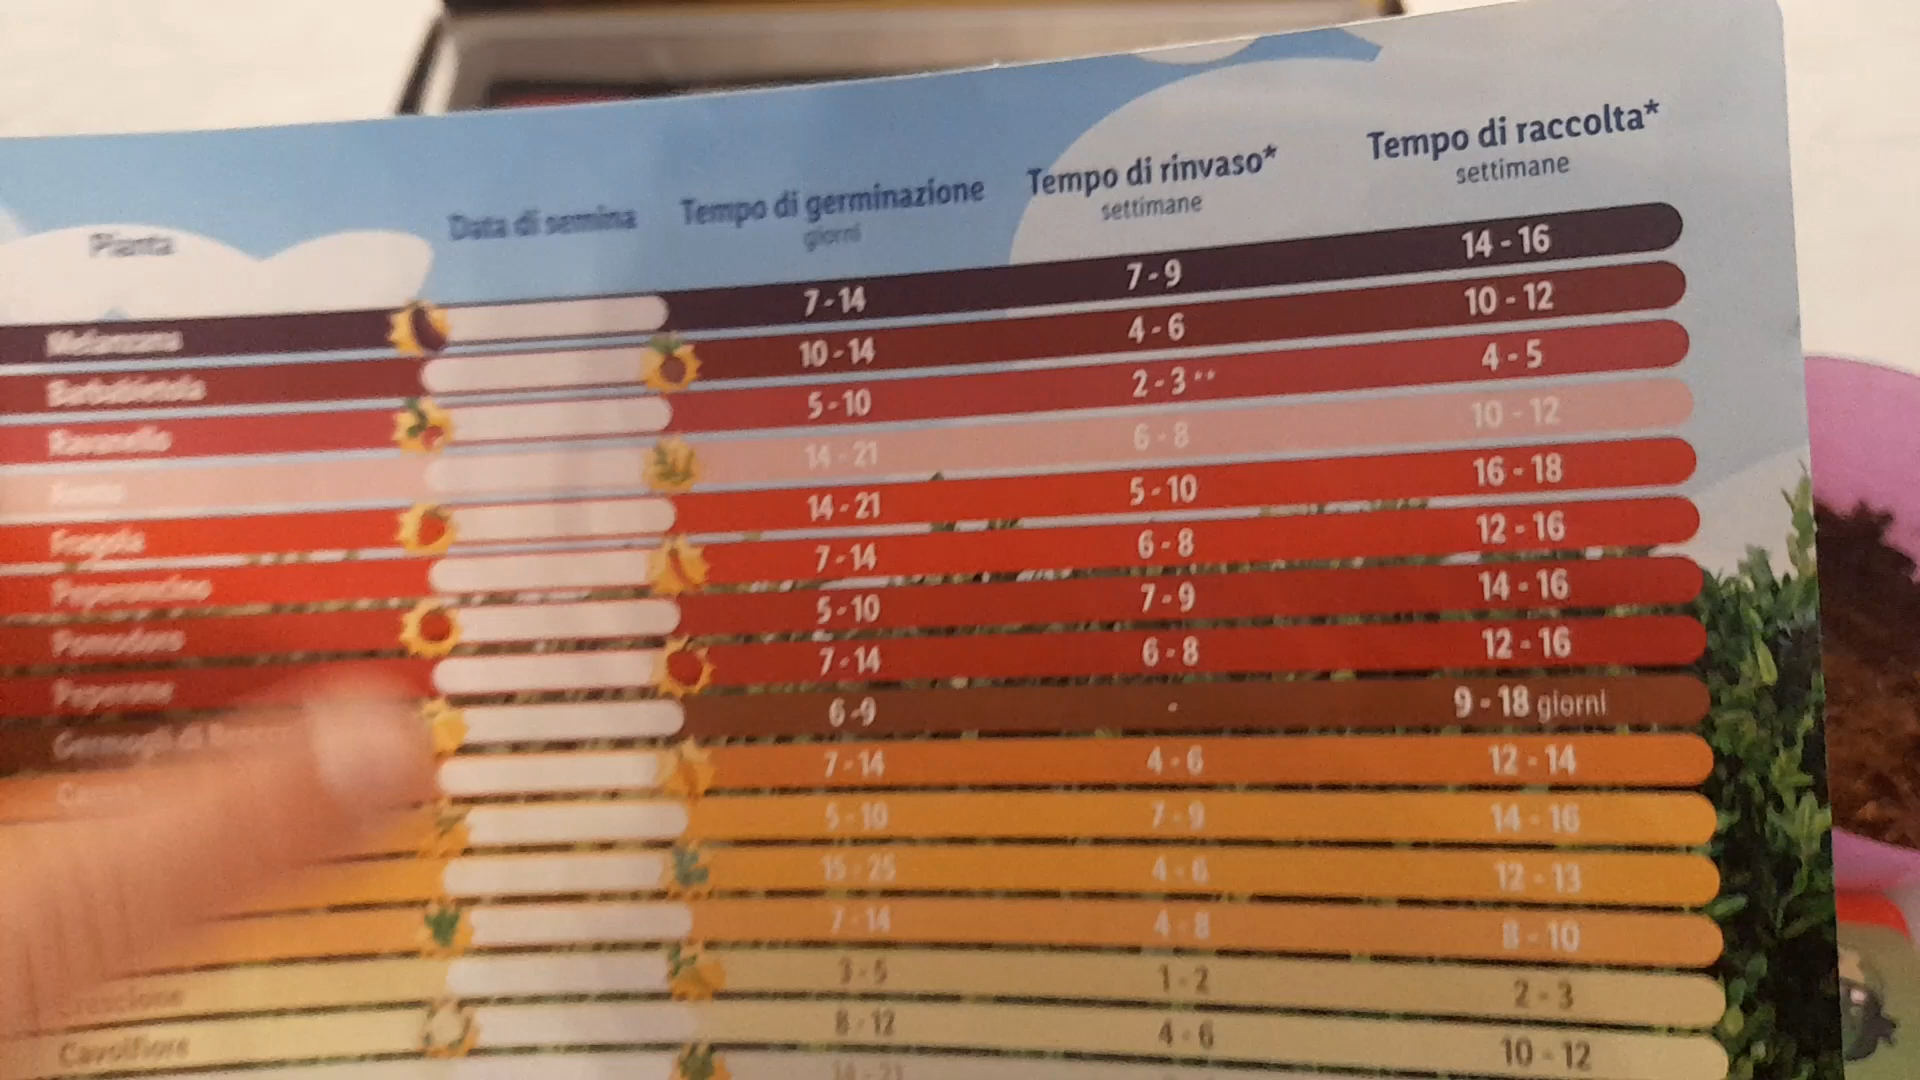 Pianta Data di semina Tempo di germinazione giorni Tempo di rinvaso* settimane Tempo di raccolta* settimane
Melanzana 7-14 7-9 14-16
Barbabietola 10-14 4-6 10-12
Ravanello 5-10 2-3** 4-5
14-21 6-8 10-12
Fragola 14-21 5-10 16-18
Peperoncino 7-14 6-8 12-16
Pomodoro 5-10 7-9 14-16
Peperone 7-14 6-8 12-16
6-9 - 9-18 giorni
7-14 4-6 12-14
5-10 7-9 14-16
15-25 4-6 12-13
7-14 4-8 8-10
Crescione 3-5 1-2 2-3
Cavolfiore 8-12 4-6 10-12
14-21